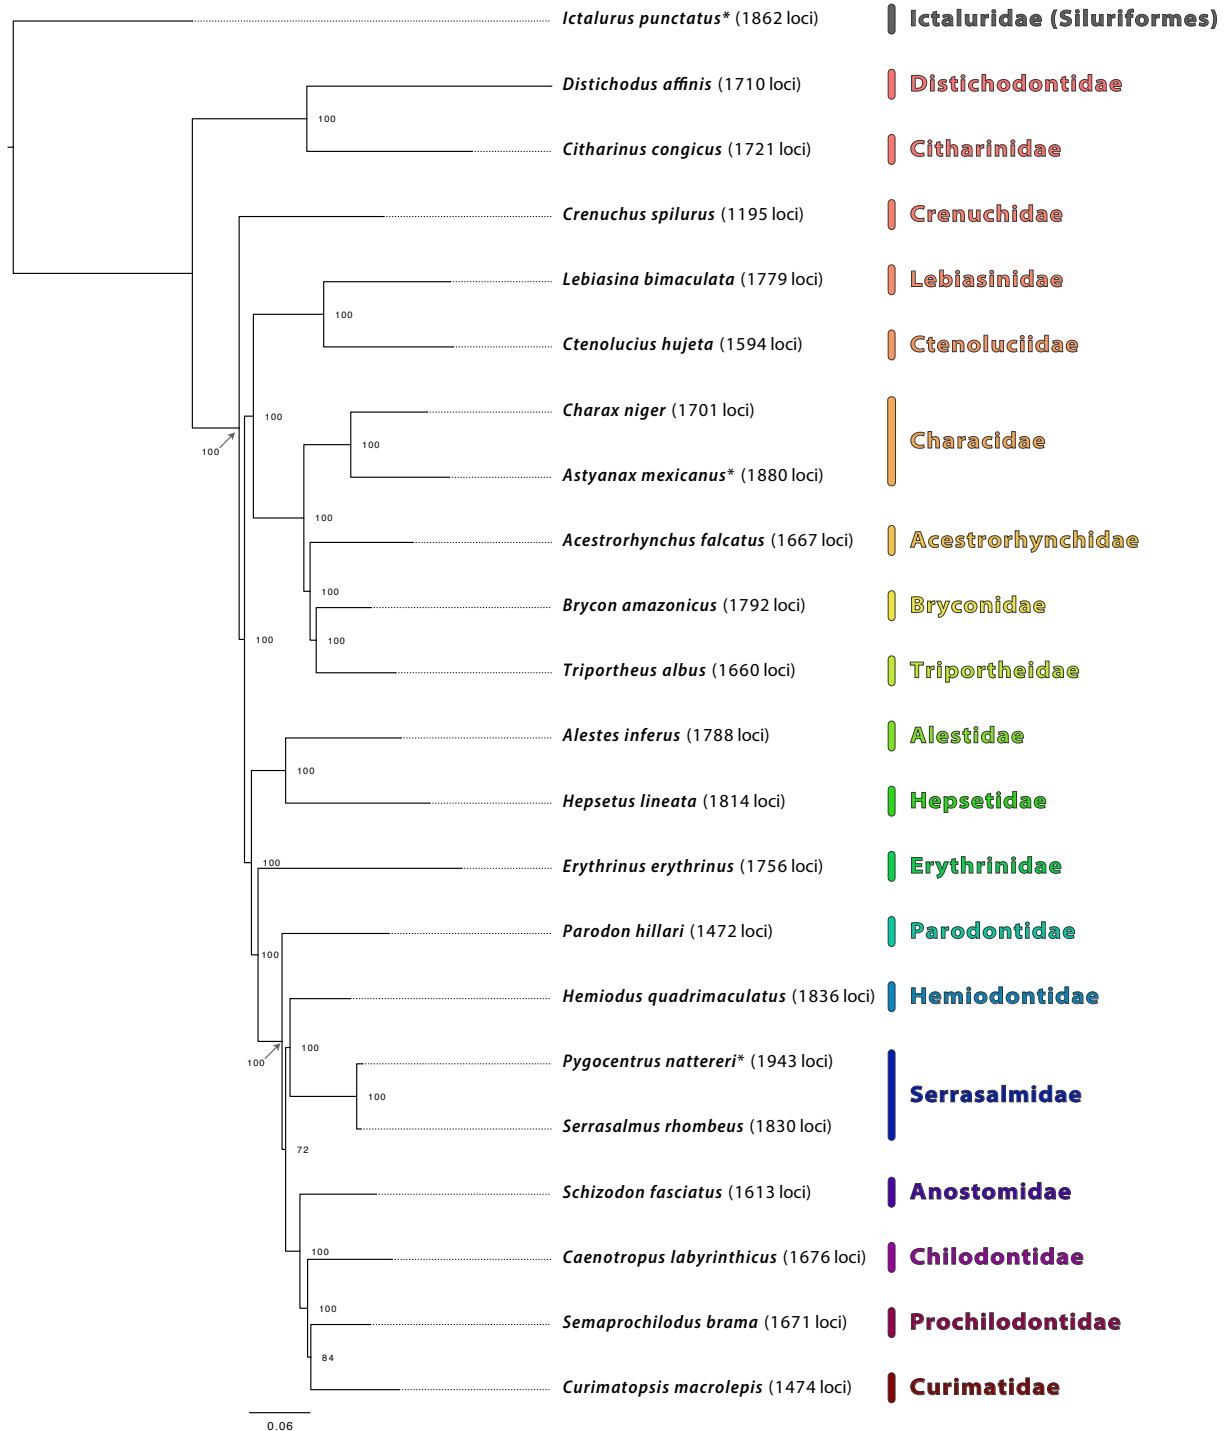 Ictalurus punctatus* (1862 loci) Ictaluridae (Siluriformes)
Distichodus affinis (1710 loci) Distichodontidae
100
Citharinus congicus (1721 loci) Citharinidae
Crenuchus spilurus (1195 loci) Crenuchidae
Lebiasina bimaculata (1779 loci) Lebiasinidae
100
Ctenolucius hujeta (1594 loci) Ctenoluciidae
Charax niger (1701 loci)
100
100
100
Characidae
Astyanax mexicanus* (1880 loci)
100
Acestrorhynchus falcatus (1667 loci) Acestrorhynchidae
100
Brycon amazonicus (1792 loci) Bryconidae
100
100
Triportheus albus (1660 loci) Triportheidae
Alestes inferus (1788 loci) Alestidae
100
Hepsetus lineata (1814 loci) Hepsetidae
100
Erythrinus erythrinus (1756 loci) Erythrinidae
Parodon hillari (1472 loci) Parodontidae
100
Hemiodus quadrimaculatus (1836 loci) Hemiodontidae
100
100
Pygocentrus nattereri* (1943 loci)
100
Serrasalmidae
Serrasalmus rhombeus (1830 loci)
72
Schizodon fasciatus (1613 loci) Anostomidae
100
Caenotropus labyrinthicus (1676 loci) Chilodontidae
100
Semaprochilodus brama (1671 loci) Prochilodontidae
84
Curimatopsis macrolepis (1474 loci) Curimatidae
0.06